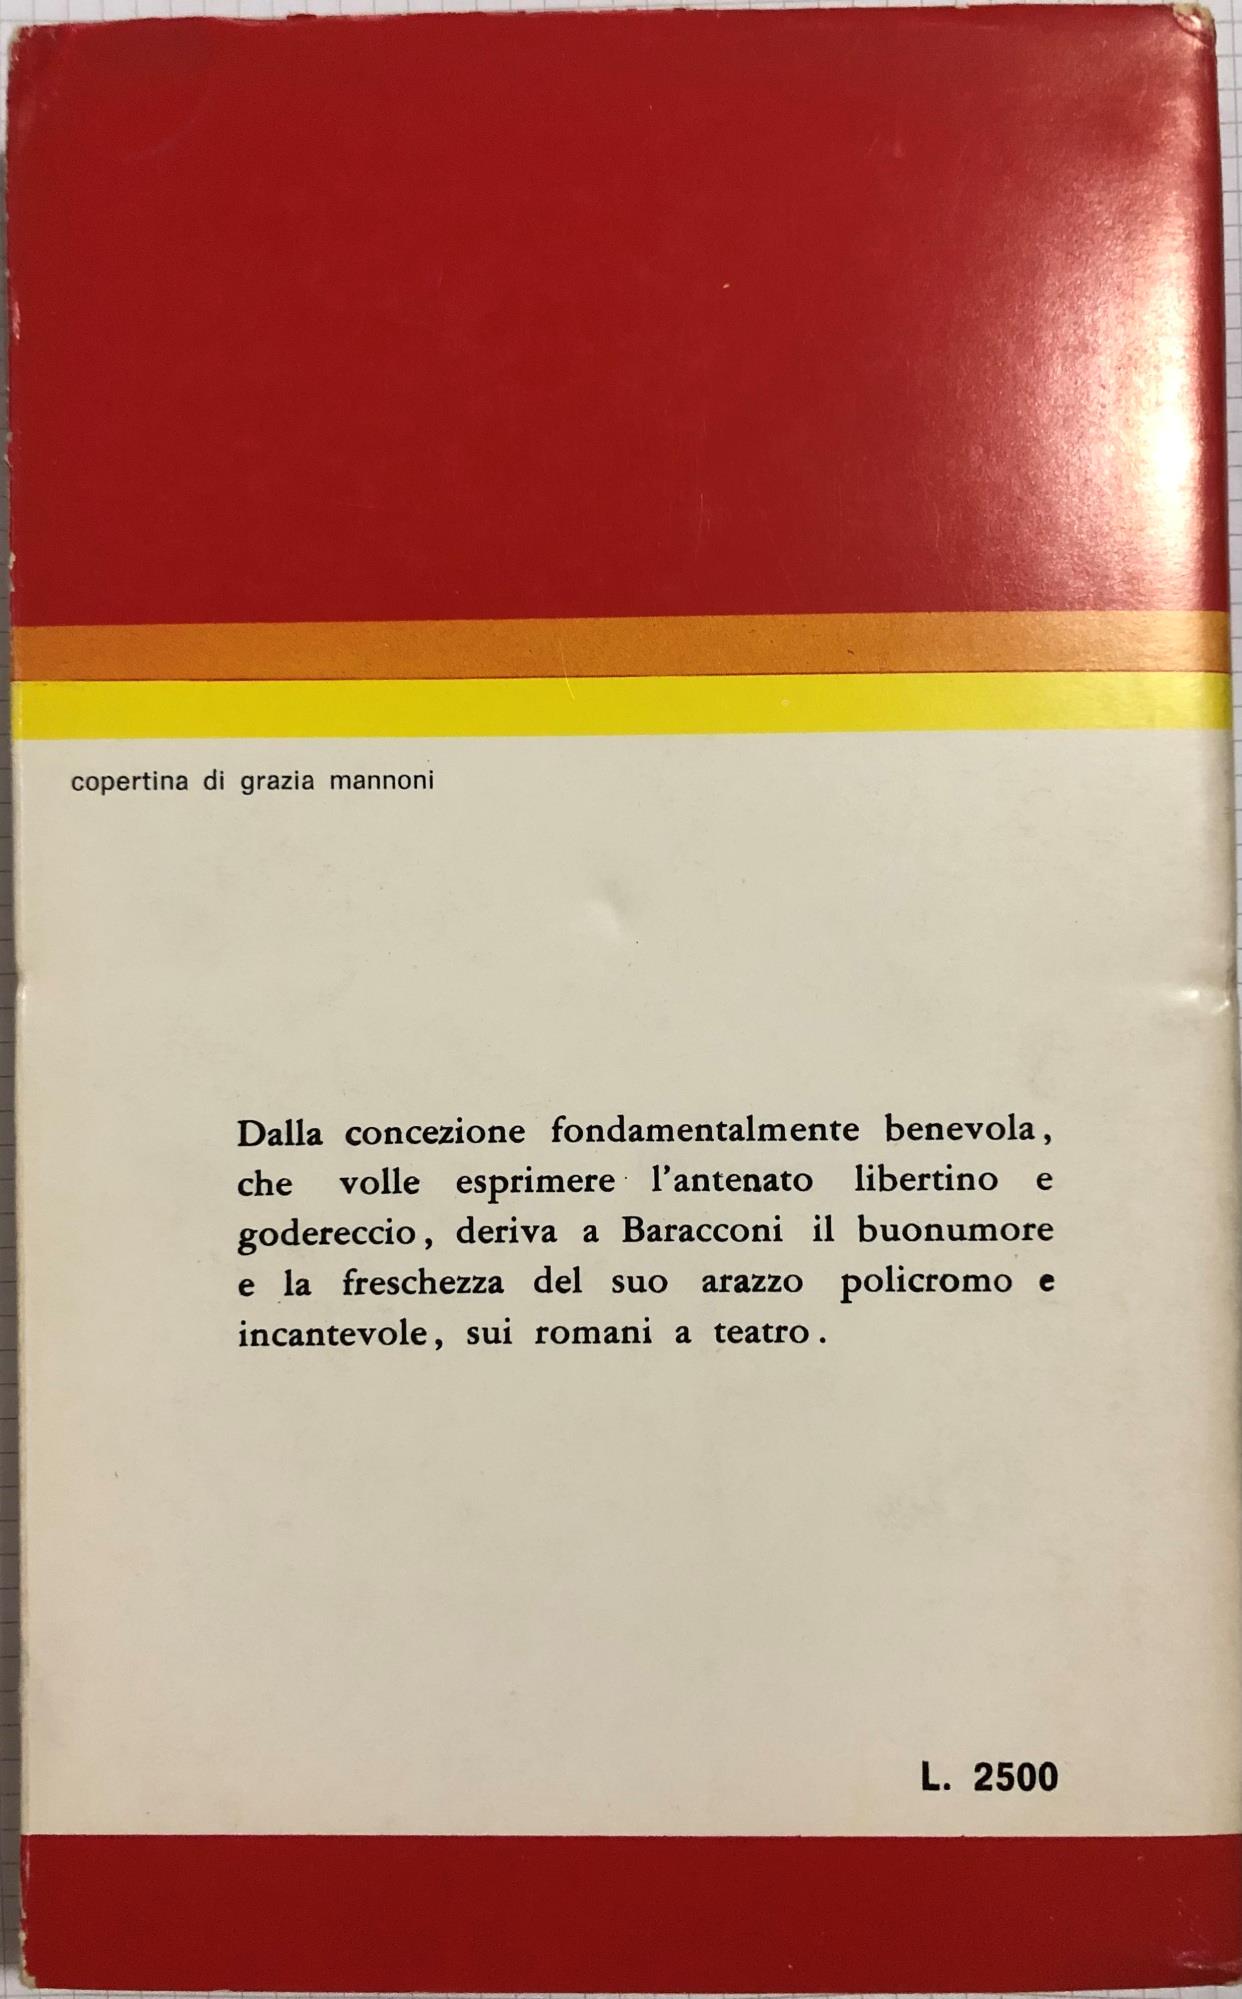 copertina di grazia mannoni
Dalla concezione fondamentalmente benevola,
che volle esprimere l'antenato libertino e
godereccio, deriva a Baracconi il buonumore
e la freschezza del suo arazzo policromo e
incantevole, sui romani a teatro.
L. 2500